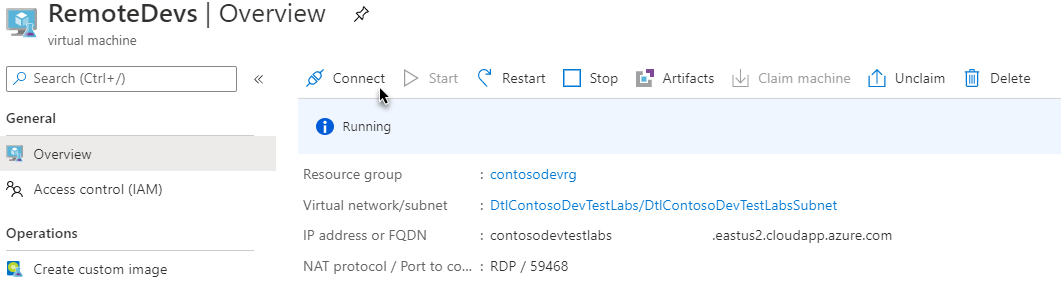 RemoteDevs | Overview
virtual machine
Search (Ctrl+/)
«
Connect Start Restart Stop Artifacts Claim machine Unclaim Delete
General
Running
Overview
Resource group : contosodevrg
Access control (IAM)
Virtual network/subnet : DtlContosoDevTestLabs/DtlContosoDevTestLabsSubnet
Operations
IP address or FQDN : contosodevtestlabs .eastus2.cloudapp.azure.com
Create custom image
NAT protocol / Port to co... : RDP / 59468